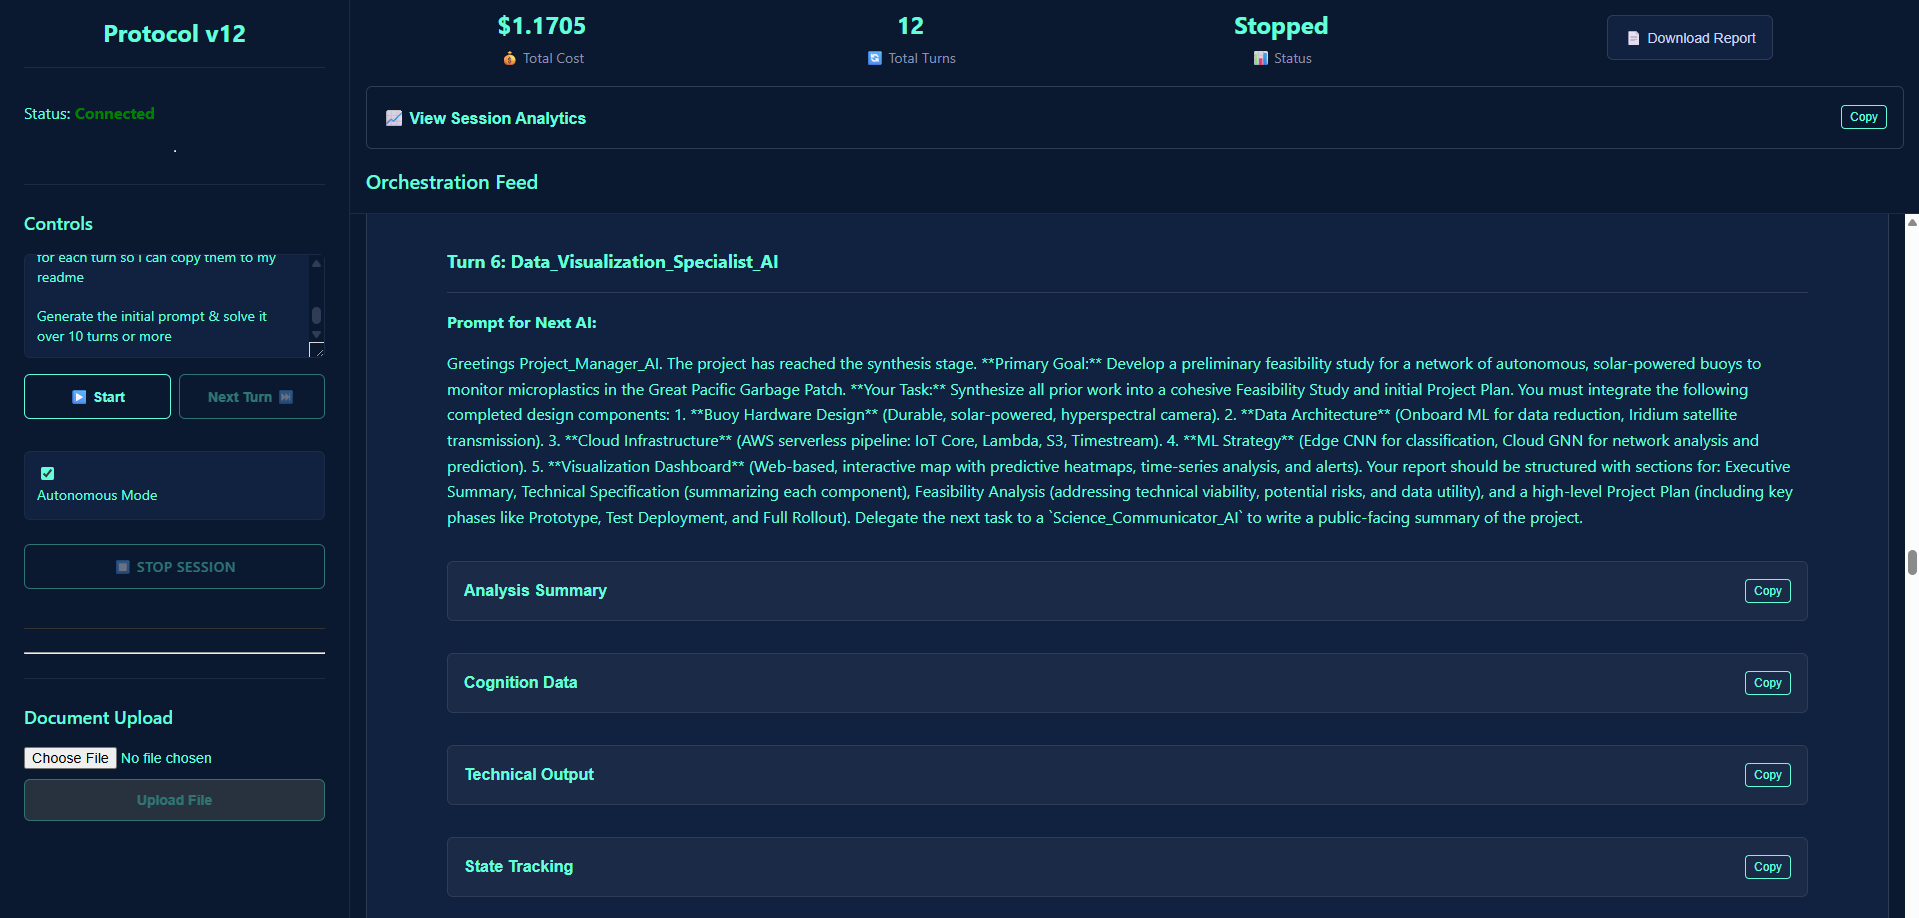 Protocol v12
Status: Connected
.
Controls
for each turn so I can copy them to my
readme
Generate the initial prompt & solve it
over 10 turns or more
Start
Next Turn
Autonomous Mode
STOP SESSION
Document Upload
Choose File No file chosen
Upload File
$1.1705
Total Cost
12
Total Turns
Stopped
Status
Download Report
View Session Analytics
Copy
Orchestration Feed
Turn 6: Data_Visualization_Specialist_AI
Prompt for Next AI:
Greetings Project_Manager_AI. The project has reached the synthesis stage. **Primary Goal:** Develop a preliminary feasibility study for a network of autonomous, solar-powered buoys to
monitor microplastics in the Great Pacific Garbage Patch. **Your Task:** Synthesize all prior work into a cohesive Feasibility Study and initial Project Plan. You must integrate the following
completed design components: 1. **Buoy Hardware Design** (Durable, solar-powered, hyperspectral camera). 2. **Data Architecture** (Onboard ML for data reduction, Iridium satellite
transmission). 3. **Cloud Infrastructure** (AWS serverless pipeline: IoT Core, Lambda, S3, Timestream). 4. **ML Strategy** (Edge CNN for classification, Cloud GNN for network analysis and
prediction). 5. **Visualization Dashboard** (Web-based, interactive map with predictive heatmaps, time-series analysis, and alerts). Your report should be structured with sections for: Executive
Summary, Technical Specification (summarizing each component), Feasibility Analysis (addressing technical viability, potential risks, and data utility), and a high-level Project Plan (including key
phases like Prototype, Test Deployment, and Full Rollout). Delegate the next task to a `Science_Communicator_AI` to write a public-facing summary of the project.
Analysis Summary
Copy
Cognition Data
Copy
Technical Output
Copy
State Tracking
Copy